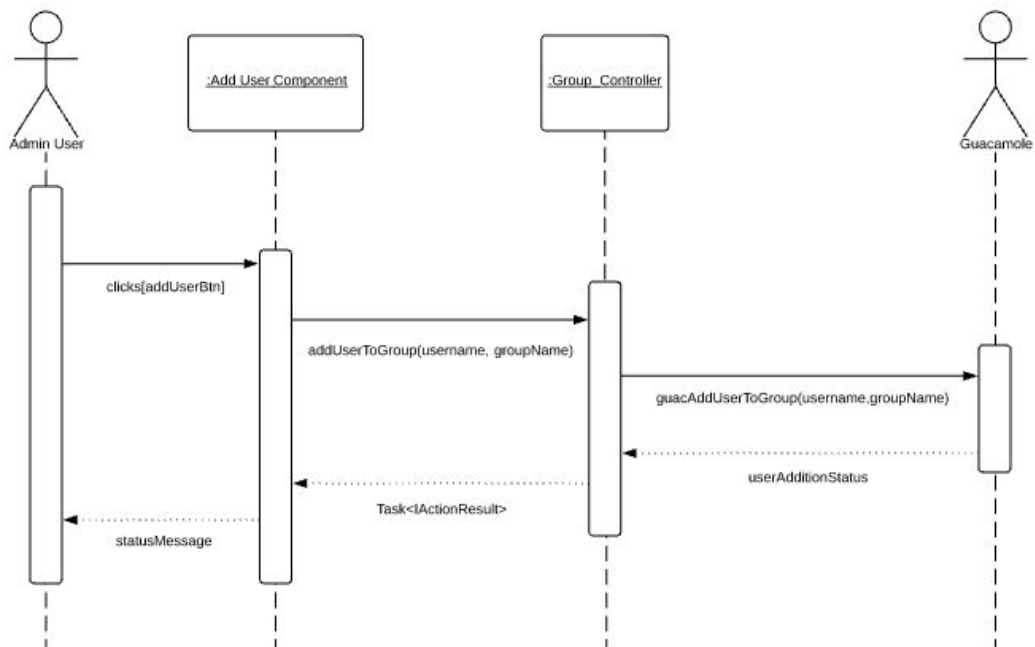 :Add User Component
:Group_Controller
Admin User
Guacamole
clicks[addUserBtn]
addUserToGroup(username, groupName)
guacAddUserToGroup(username,groupName)
userAdditionStatus
Task<IActionResult>
statusMessage